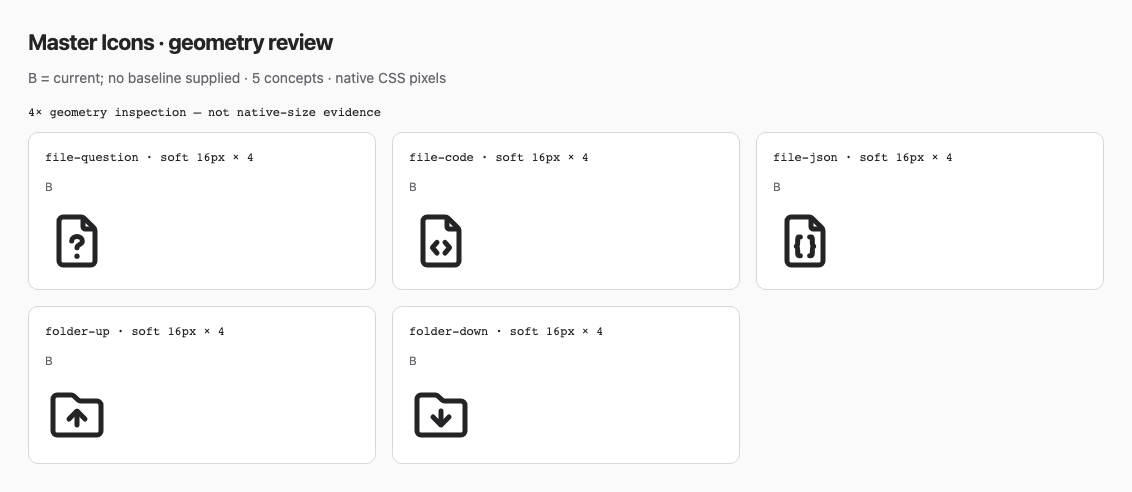 Master Icons · geometry review
B = current; no baseline supplied · 5 concepts · native CSS pixels
4× geometry inspection — not native-size evidence
file-question · soft 16px × 4
B
?
file-code · soft 16px × 4
B
<>
file-json · soft 16px × 4
B
{}
folder-up · soft 16px × 4
B
folder-down · soft 16px × 4
B